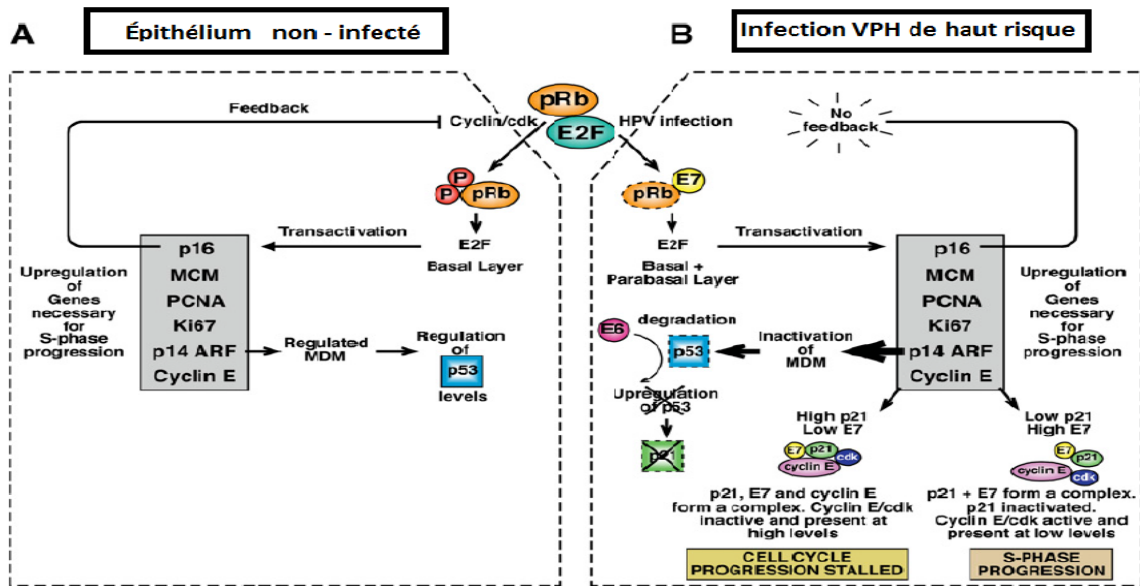 A
Épithélium non - infecté
Feedback
Cyclin/cdk
P
P
pRb
E2F
Basal Layer
Transactivation
p16
MCM
PCNA
Ki67
p14 ARF
Cyclin E
Upregulation
of
Genes
necessary
for
S-phase
progression
Regulated
MDM
Regulation
of
p53
levels
pRb
E2F
B
Infection VPH de haut risque
HPV infection
No
feedback
pRb
E7
E2F
Basal +
Parabasal Layer
Transactivation
p16
MCM
PCNA
Ki67
p14 ARF
Cyclin E
Upregulation
of
Genes
necessary
for
S-phase
progression
E6
degradation
p53
Inactivation
of
MDM
Upregulation
of p53
p21
High p21
Low E7
E7
p21
cdk
cyclin E
p21, E7 and cyclin E
form a complex. Cyclin E/cdk
inactive and present at
high levels
CELL CYCLE
PROGRESSION STALLED
Low p21
High E7
E7
p21
cyclin E
cdk
p21 + E7 form a complex.
p21 inactivated.
Cyclin E/cdk active and
present at low levels
S-PHASE
PROGRESSION